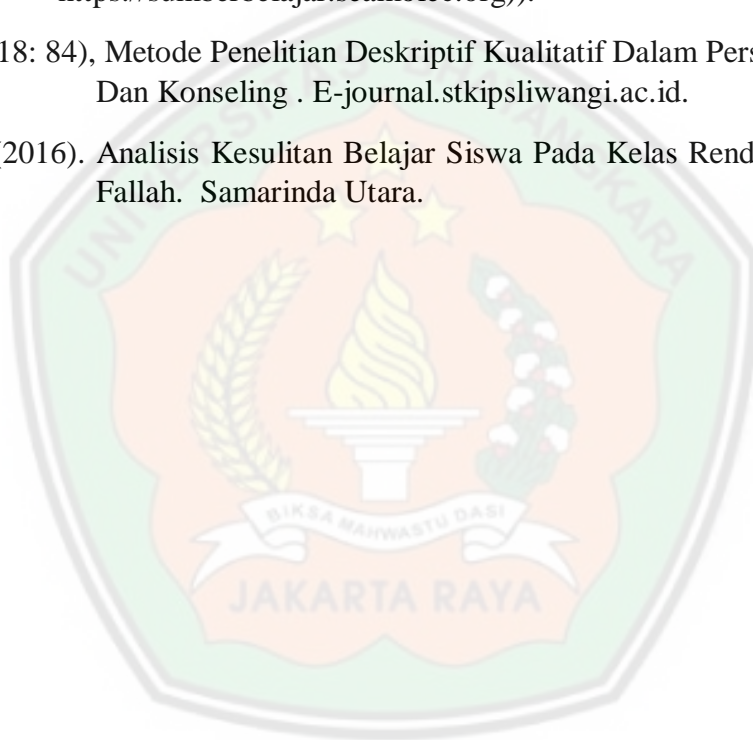 18: 84), Metode Penelitian Deskriptif Kualitatif Dalam Pers
Dan Konseling . E-journal.stkipsliwangi.ac.id.
(2016). Analisis Kesulitan Belajar Siswa Pada Kelas Rend
Fallah. Samarinda Utara.
BIKSA MAHWASTU DASI
JAKARTA RAYA